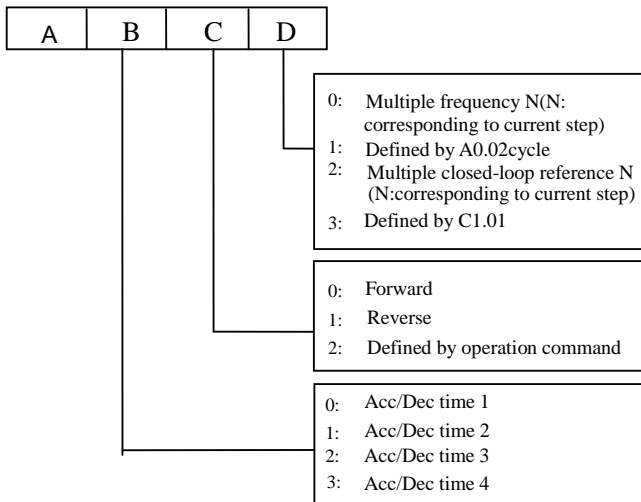 A B C D
0: Multiple frequency N(N:
corresponding to current step)
1: Defined by A0.02cycle
2: Multiple closed-loop reference N
(N:corresponding to current step)
3: Defined by C1.01
0: Forward
1: Reverse
2: Defined by operation command
0: Acc/Dec time 1
1: Acc/Dec time 2
2: Acc/Dec time 3
3: Acc/Dec time 4